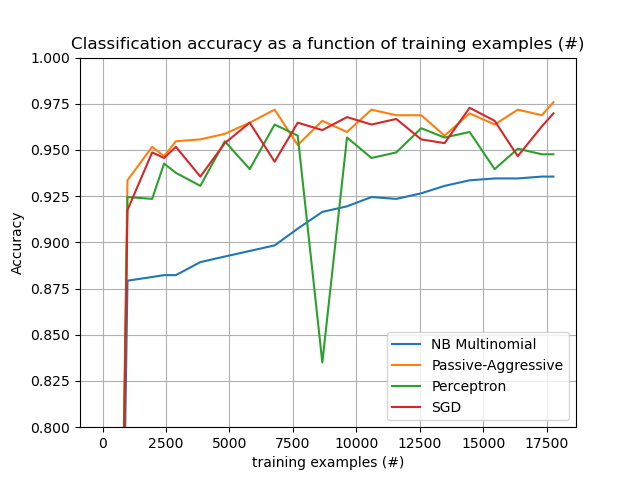 Classification accuracy as a function of training examples (#)
1.000
0.975
0.950
0.925
0.900
0.875
0.850
0.825
0.800
Accuracy
NB Multinomial
Passive-Aggressive
Perceptron
SGD
0 2500 5000 7500 10000 12500 15000 17500
training examples (#)